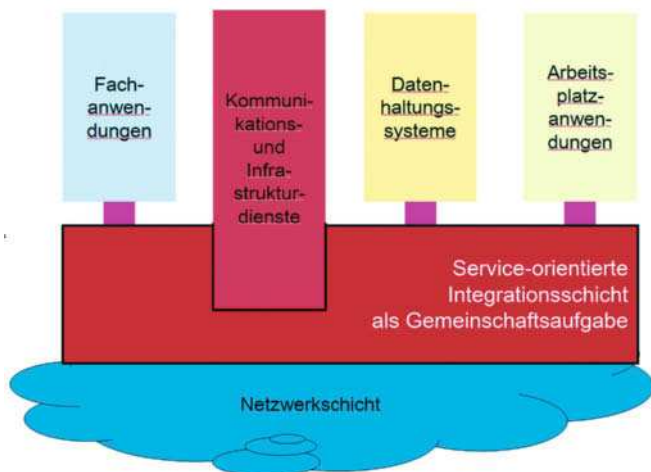 Fach-
anwen-
dungen
Kommuni-
kations-
und
Infra-
struktur-
dienste
Daten-
haltungs-
systeme
Arbeits-
platz-
anwen-
dungen
Service-orientierte
Integrationsschicht
als Gemeinschaftsaufgabe
Netzwerkschicht